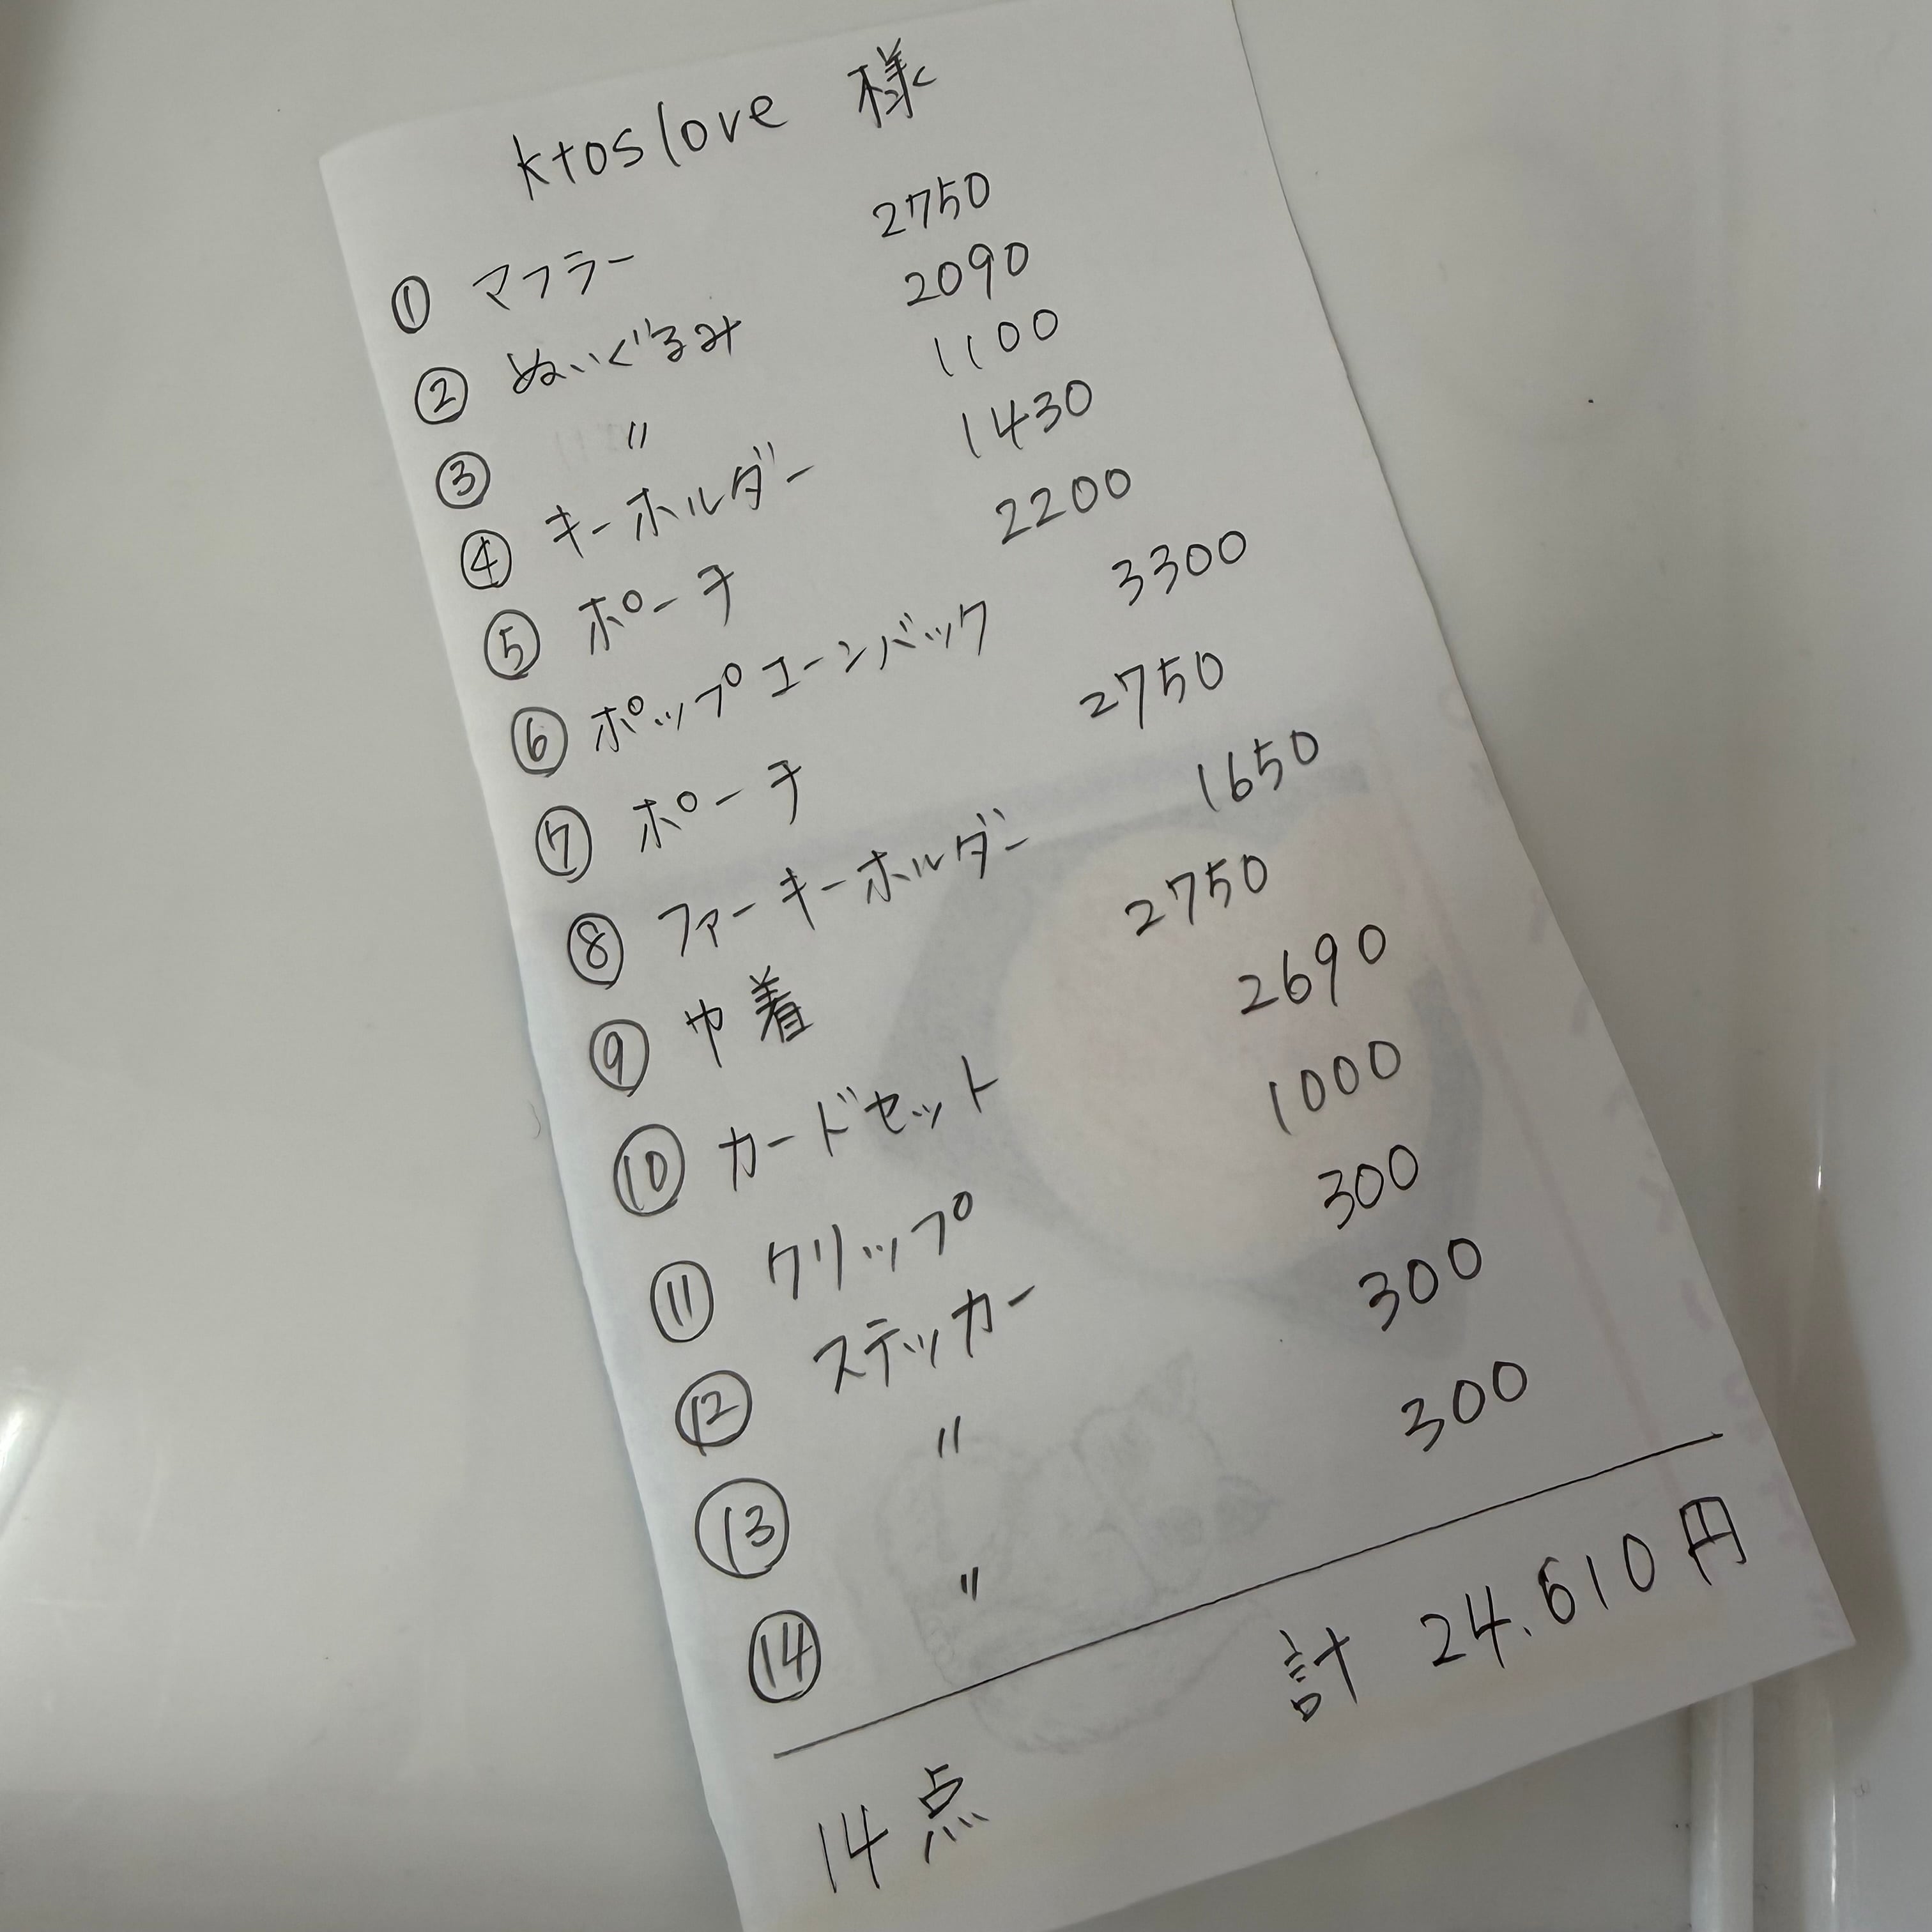 ktoslove 様
① マフラー 2750
② ぬいぐるみ 2090
③ 〃 1100
④ キーホルダー 1430
⑤ ポーチ 2200
⑥ ポップコーンバック 3300
⑦ ポーチ 2750
⑧ ファーキーホルダー 1650
⑨ 巾着 2750
⑩ カードセット 2690
⑪ クリップ 1000
⑫ ステッカー 300
⑬ 〃 300
⑭ 〃 300
計 24.610円
14点